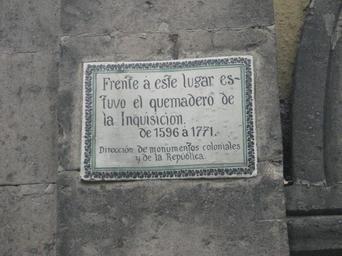 Frente á este lugar es-
tuvo el quemadero de
la Inquisicion.
de 1596 á 1771.
Dirección de monumentos coloniales
y de la República.